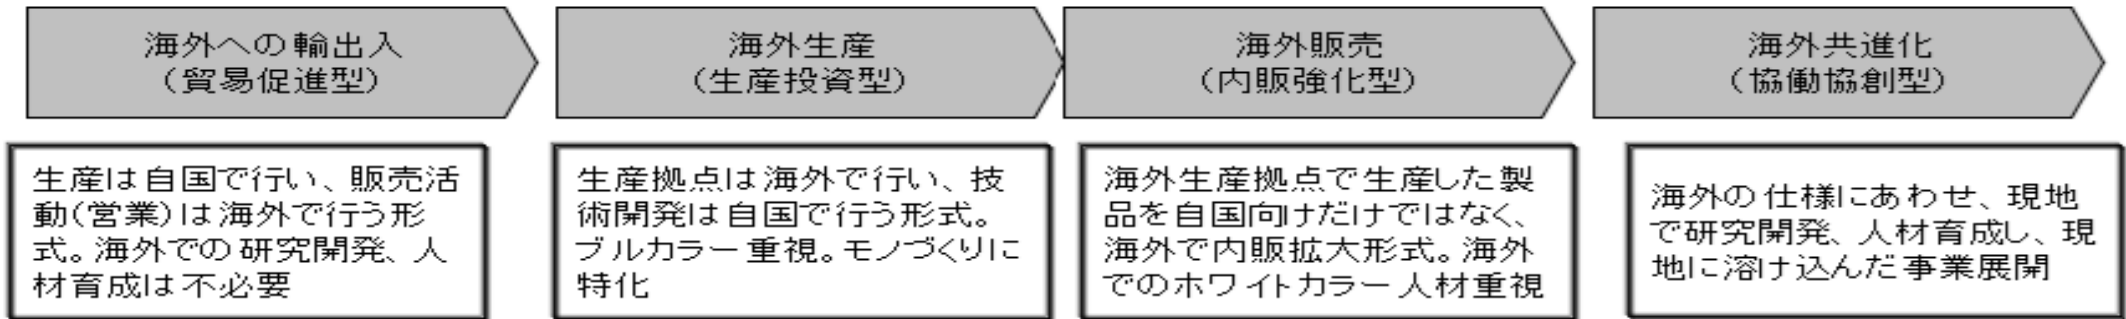 海外への輸出入
(貿易促進型)
生産は自国で行い、販売活
動(営業)は海外で行う形
式。海外での研究開発、人
材育成は不必要
海外生産
(生産投資型)
生産拠点は海外で行い、技
術開発は自国で行う形式。
ブルカラー重視。モノづくりに
特化
海外販売
(内販強化型)
海外生産拠点で生産した製
品を自国向けだけではなく、
海外で内販拡大形式。海外
でのホワイトカラー人材重視
海外共進化
(協働協創型)
海外の仕様にあわせ、現地
で研究開発、人材育成し、現
地に溶け込んだ事業展開